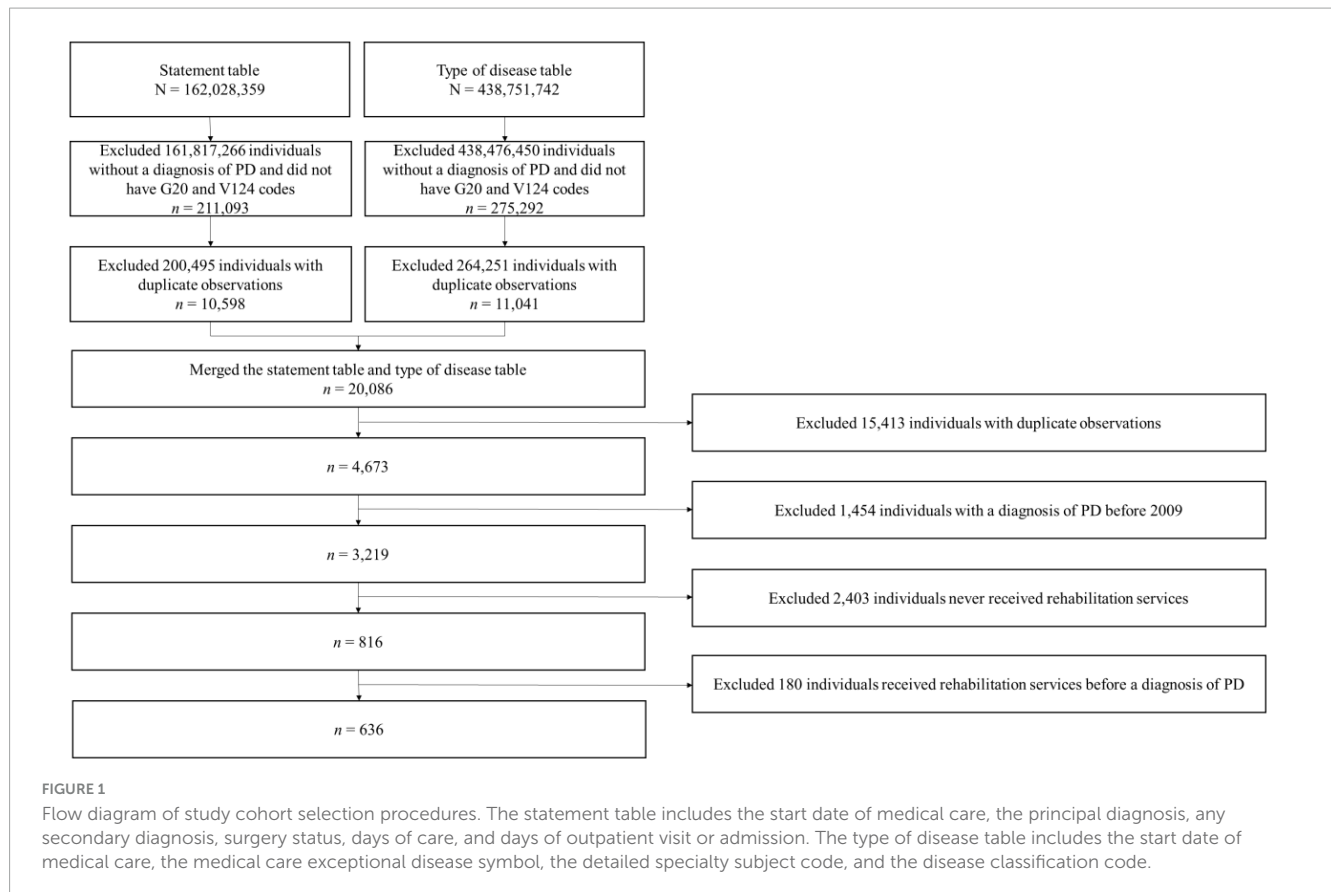 Statement table
N = 162,028,359
Type of disease table
N = 438,751,742
Excluded 161,817,266 individuals
without a diagnosis of PD and did not
have G20 and V124 codes
n = 211,093
Excluded 438,476,450 individuals
without a diagnosis of PD and did not
have G20 and V124 codes
n = 275,292
Excluded 200,495 individuals with
duplicate observations
n = 10,598
Excluded 264,251 individuals with
duplicate observations
n = 11,041
Merged the statement table and type of disease table
n = 20,086
Excluded 15,413 individuals with duplicate observations
n = 4,673
Excluded 1,454 individuals with a diagnosis of PD before 2009
n = 3,219
Excluded 2,403 individuals never received rehabilitation services
n = 816
Excluded 180 individuals received rehabilitation services before a diagnosis of PD
n = 636
FIGURE 1
Flow diagram of study cohort selection procedures. The statement table includes the start date of medical care, the principal diagnosis, any
secondary diagnosis, surgery status, days of care, and days of outpatient visit or admission. The type of disease table includes the start date of
medical care, the medical care exceptional disease symbol, the detailed specialty subject code, and the disease classification code.